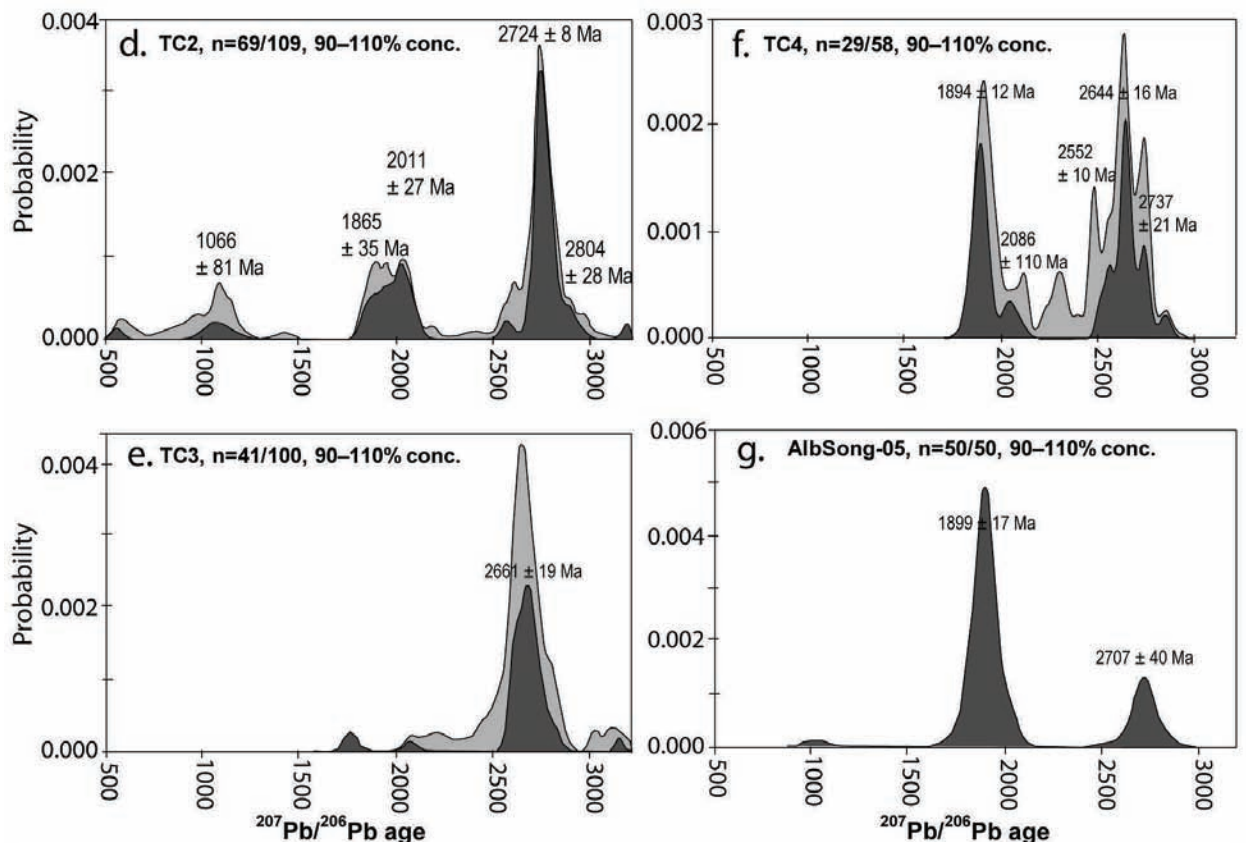 d. TC2, n=69/109, 90–110% conc.
0.004
0.002
0.000
Probability
1066
± 81 Ma
1865
± 35 Ma
2011
± 27 Ma
2724 ± 8 Ma
2804
± 28 Ma
500
1000
1500
2000
2500
3000
f. TC4, n=29/58, 90–110% conc.
0.003
0.002
0.001
0.000
1894 ± 12 Ma
2086
± 110 Ma
2552
± 10 Ma
2644 ± 16 Ma
2737
± 21 Ma
500
1000
1500
2000
2500
3000
e. TC3, n=41/100, 90–110% conc.
0.004
0.002
0.000
Probability
2661 ± 19 Ma
500
1000
1500
2000
2500
3000
207Pb/206Pb age
g. AlbSong-05, n=50/50, 90–110% conc.
0.006
0.004
0.002
0.000
1899 ± 17 Ma
2707 ± 40 Ma
500
1000
1500
2000
2500
3000
207Pb/206Pb age